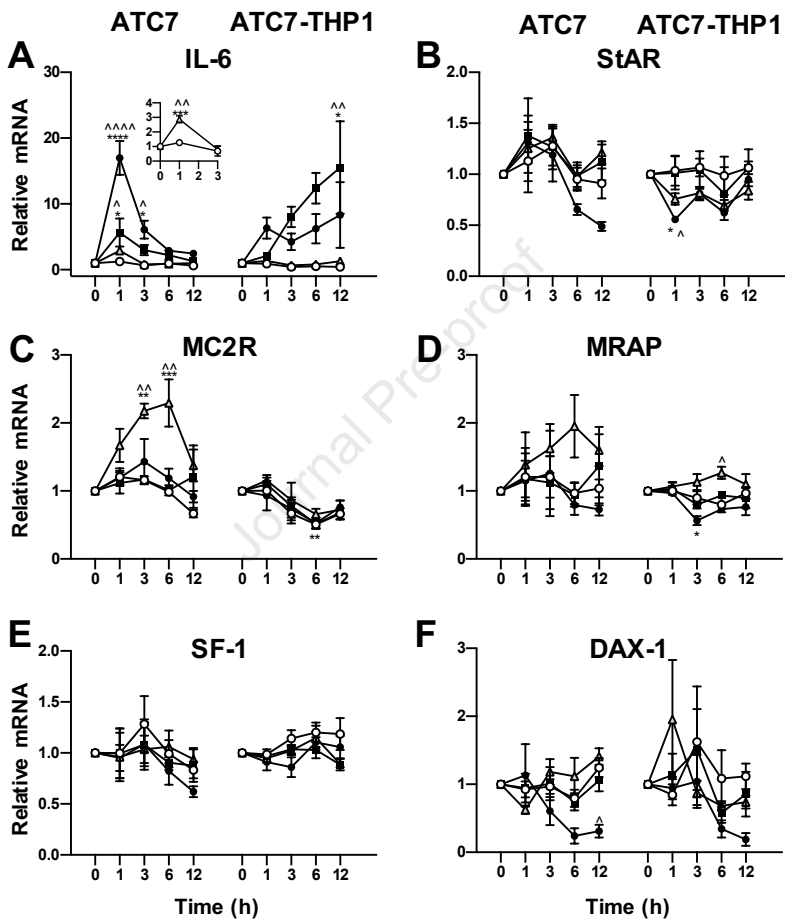 ATC7 ATC7-THP1 ATC7 ATC7-THP1
A IL-6 B StAR
Relative mRNA
30
20
10
0
^^^^
****
^
*
^
*
4
3
2
1
0
^^
***
0 1 2 3
^^
*
0 1 3 6 12 0 1 3 6 12
2.0
1.5
1.0
0.5
0.0
* ^
0 1 3 6 12 0 1 3 6 12
C MC2R D MRAP
Relative mRNA
3
2
1
0
^^
**
^^
***
**
0 1 3 6 12 0 1 3 6 12
3
2
1
0
^
*
0 1 3 6 12 0 1 3 6 12
Journal Pre-proof
E SF-1 F DAX-1
Relative mRNA
2.0
1.5
1.0
0.5
0.0
0 1 3 6 12 0 1 3 6 12
Time (h)
3
2
1
0
^
0 1 3 6 12 0 1 3 6 12
Time (h)